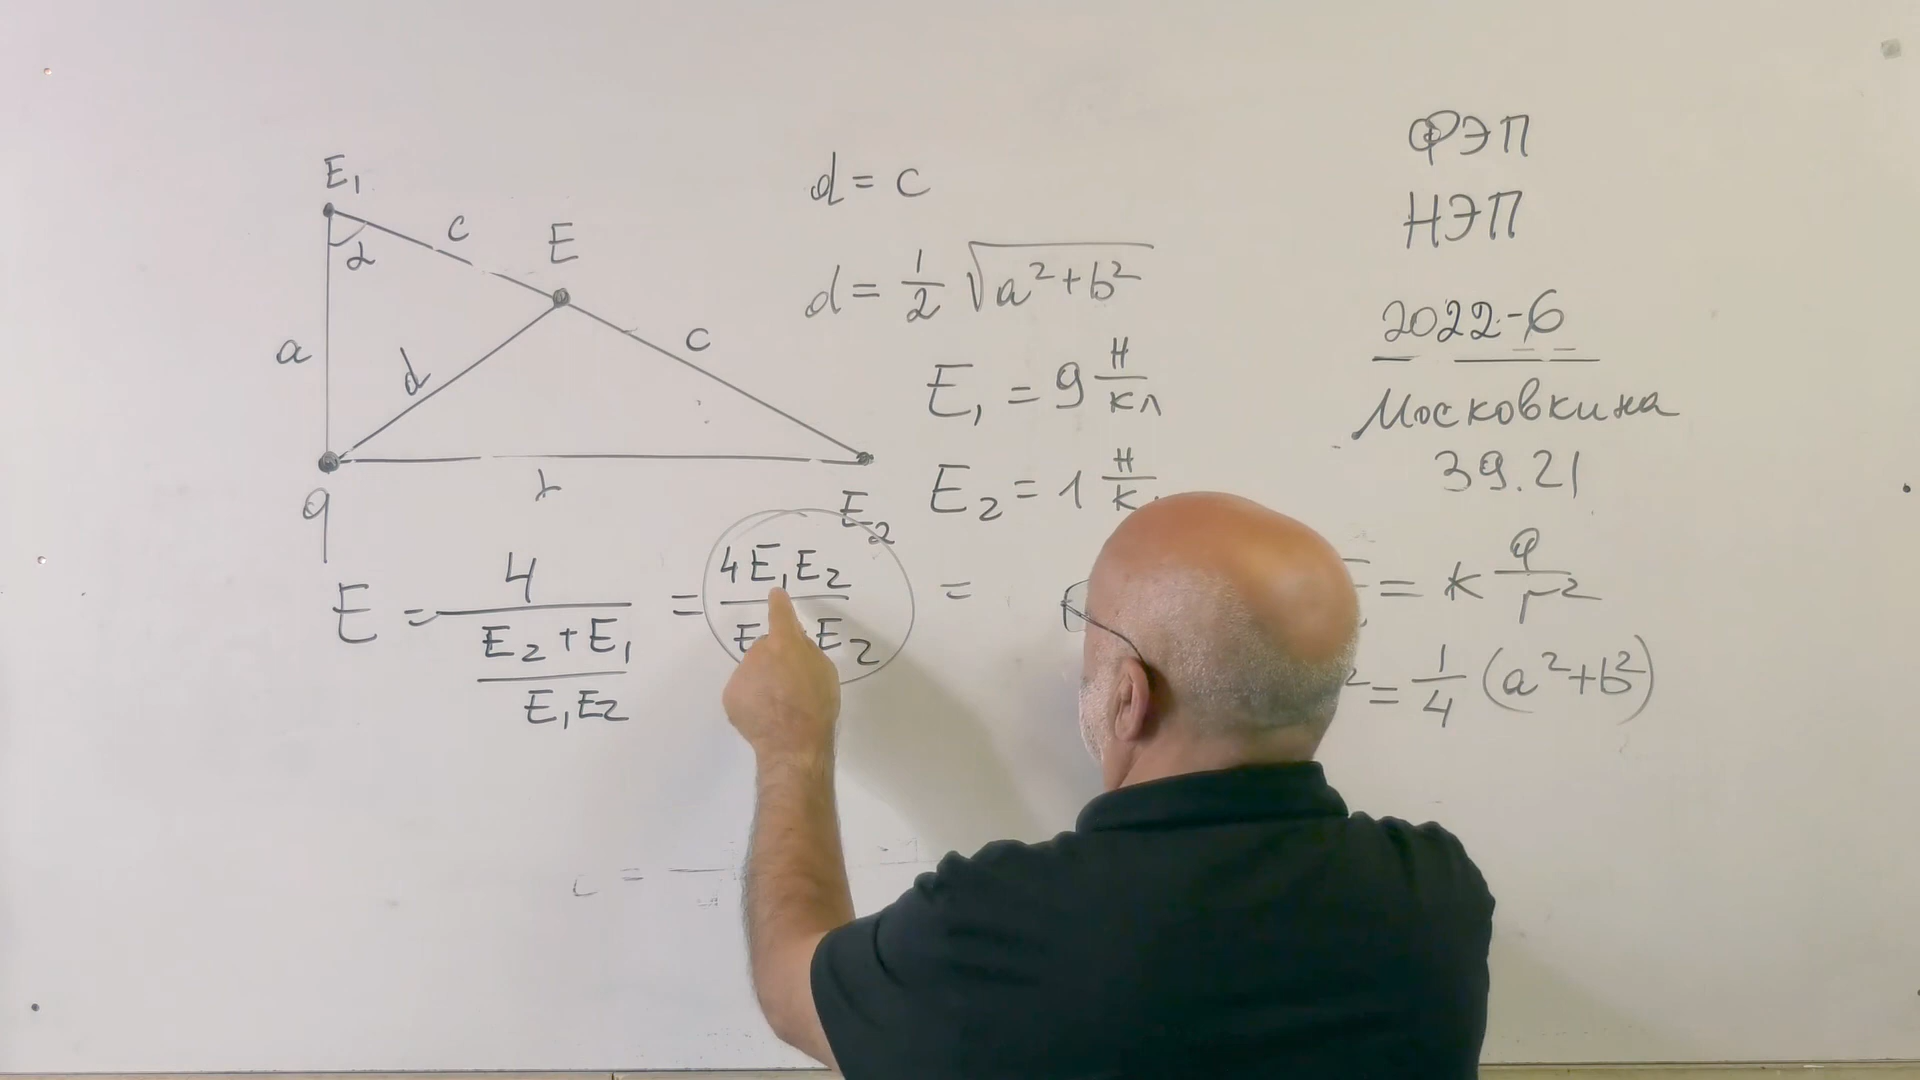 E₁
α
c
E
c
a
d
q
E₂
d = c
d = 1/2 √(a² + b²)
E₁ = 9 Н/Кл
E₂ = 1 Н/К
E = 4/((E₂ + E₁)/(E₁E₂)) = 4E₁E₂/(E E₂) =
ФЭП
НЭП
2022-6
Московкина
39.21
= k q/r²
² = 1/4 (a² + b²)